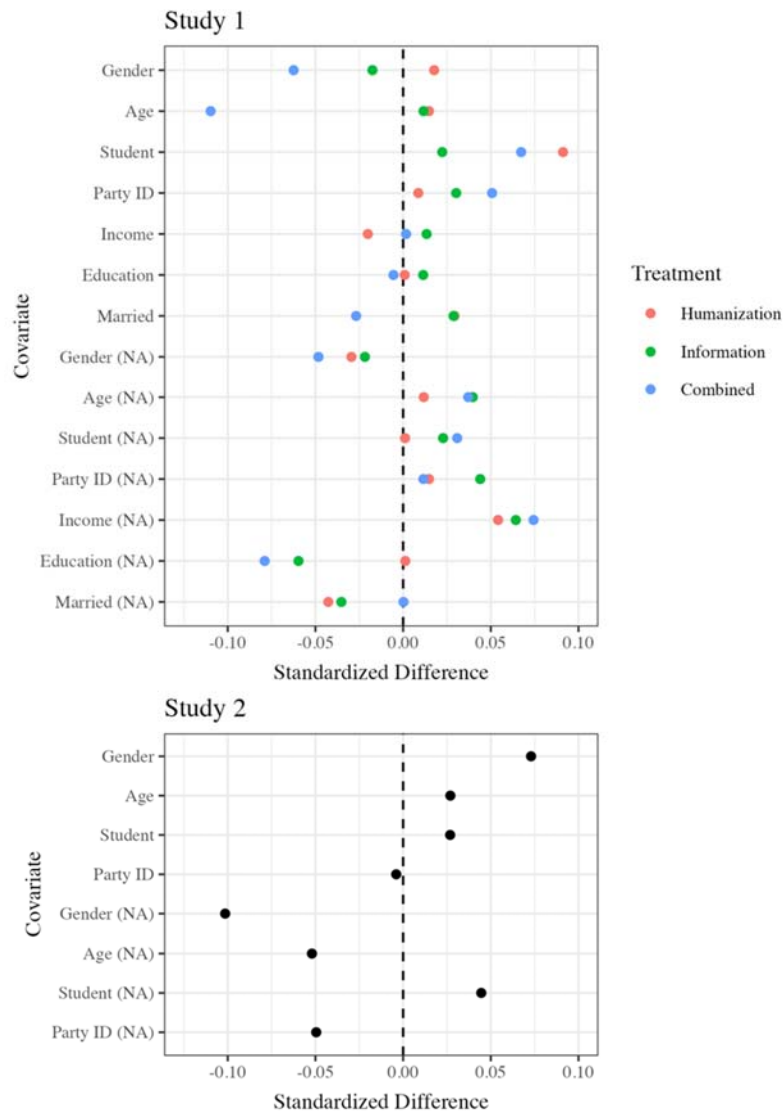 Study 1
Gender
Age
Student
Party ID
Income
Education
Married
Gender (NA)
Age (NA)
Student (NA)
Party ID (NA)
Income (NA)
Education (NA)
Married (NA)
Covariate
-0.10 -0.05 0.00 0.05 0.10
Standardized Difference
Treatment
Humanization
Information
Combined
Study 2
Gender
Age
Student
Party ID
Gender (NA)
Age (NA)
Student (NA)
Party ID (NA)
Covariate
-0.10 -0.05 0.00 0.05 0.10
Standardized Difference